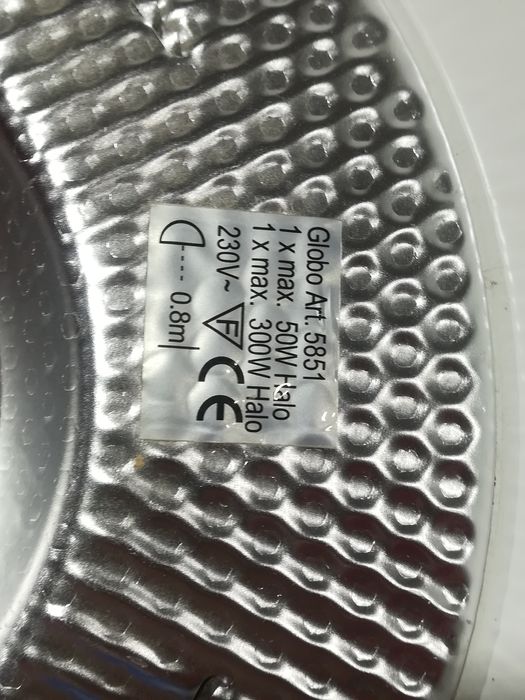 Globo Art. 5851
1 x max. 50W Halo
1 x max. 300W Halo
230V~ F CE
0.8m